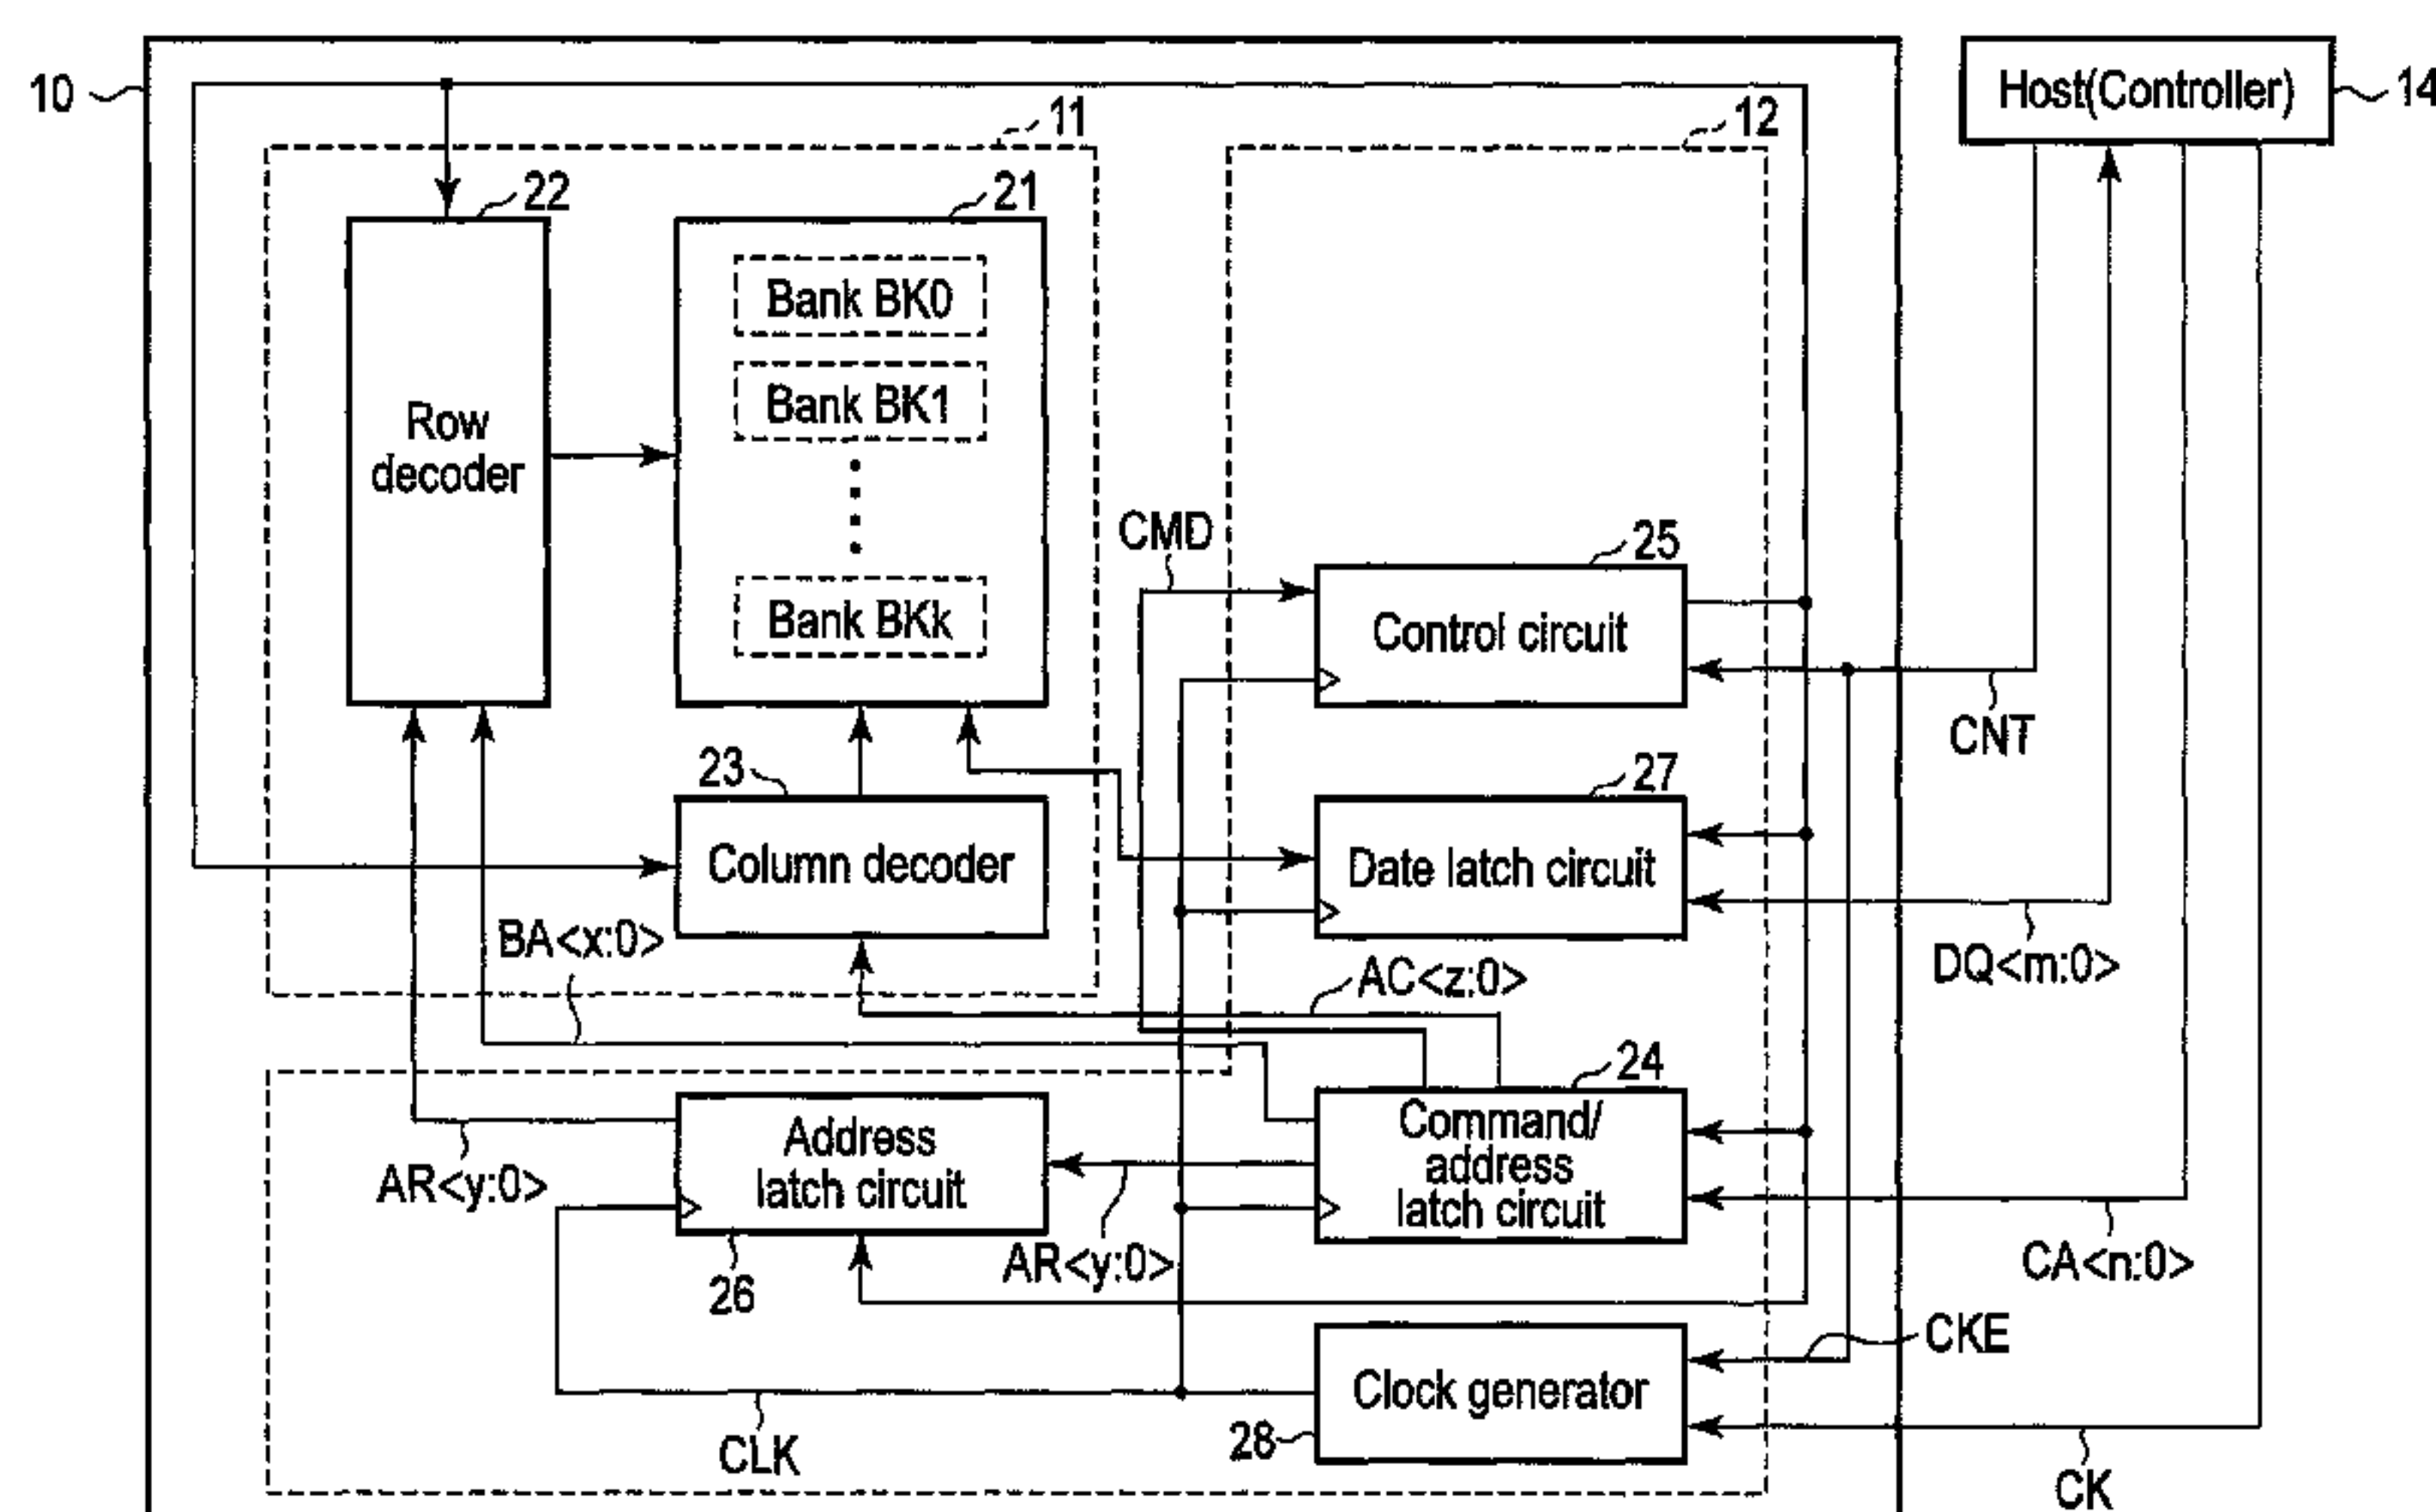 10
11
12
Host(Controller)
14
22
21
Row
decoder
Bank BK0
Bank BK1
Bank BKk
CMD
25
Control circuit
CNT
23
Column decoder
27
Date latch circuit
BA<x:0>
AC<z:0>
DQ<m:0>
24
Address
latch circuit
26
AR<y:0>
AR<y:0>
Command/
address
latch circuit
CA<n:0>
CKE
Clock generator
28
CLK
CK